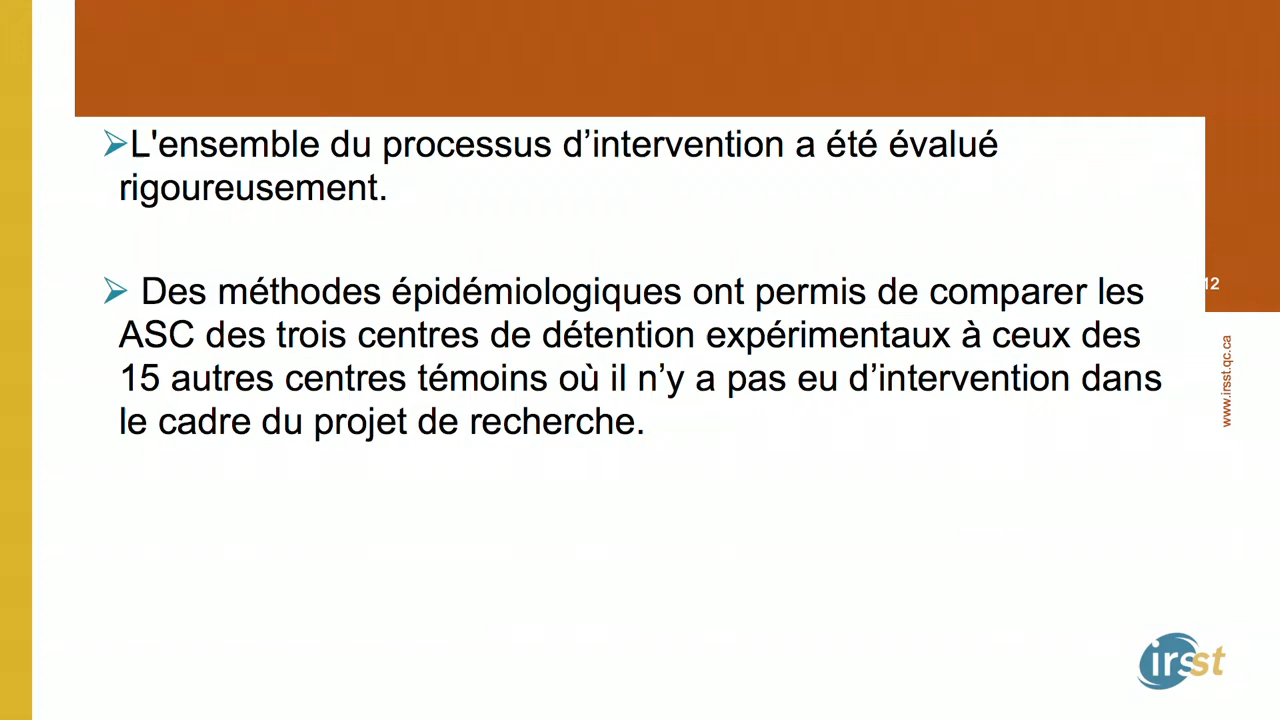 ➢L'ensemble du processus d’intervention a été évalué
rigoureusement.
➢ Des méthodes épidémiologiques ont permis de comparer les
ASC des trois centres de détention expérimentaux à ceux des
15 autres centres témoins où il n’y a pas eu d’intervention dans
le cadre du projet de recherche.
12
www.irsst.qc.ca
irsst